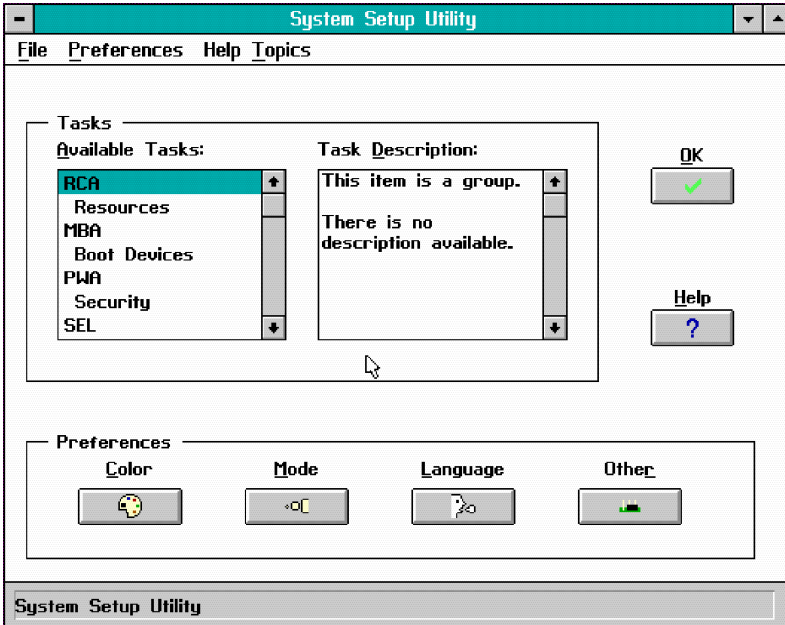 System Setup Utility
File Preferences Help Topics
Tasks
Available Tasks:
RCA
Resources
MBA
Boot Devices
PWA
Security
SEL
Task Description:
This item is a group.
There is no
description available.
OK
Help
?
Preferences
Color
Mode
Language
Other
System Setup Utility